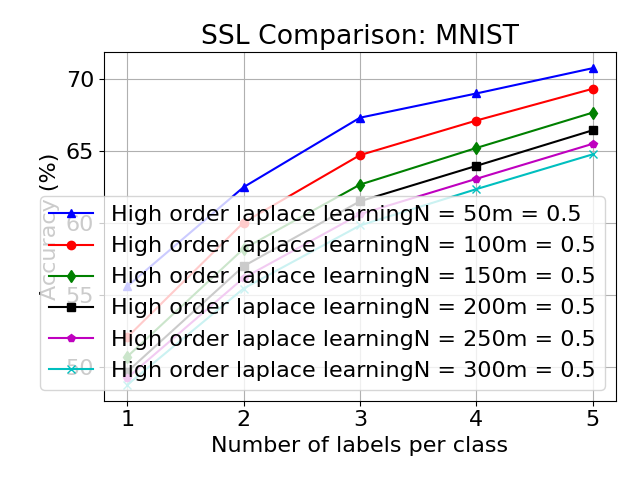 SSL Comparison: MNIST
70
65
60
55
50
Accuracy (%)
High order laplace learningN = 50m = 0.5
High order laplace learningN = 100m = 0.5
High order laplace learningN = 150m = 0.5
High order laplace learningN = 200m = 0.5
High order laplace learningN = 250m = 0.5
High order laplace learningN = 300m = 0.5
1 2 3 4 5
Number of labels per class